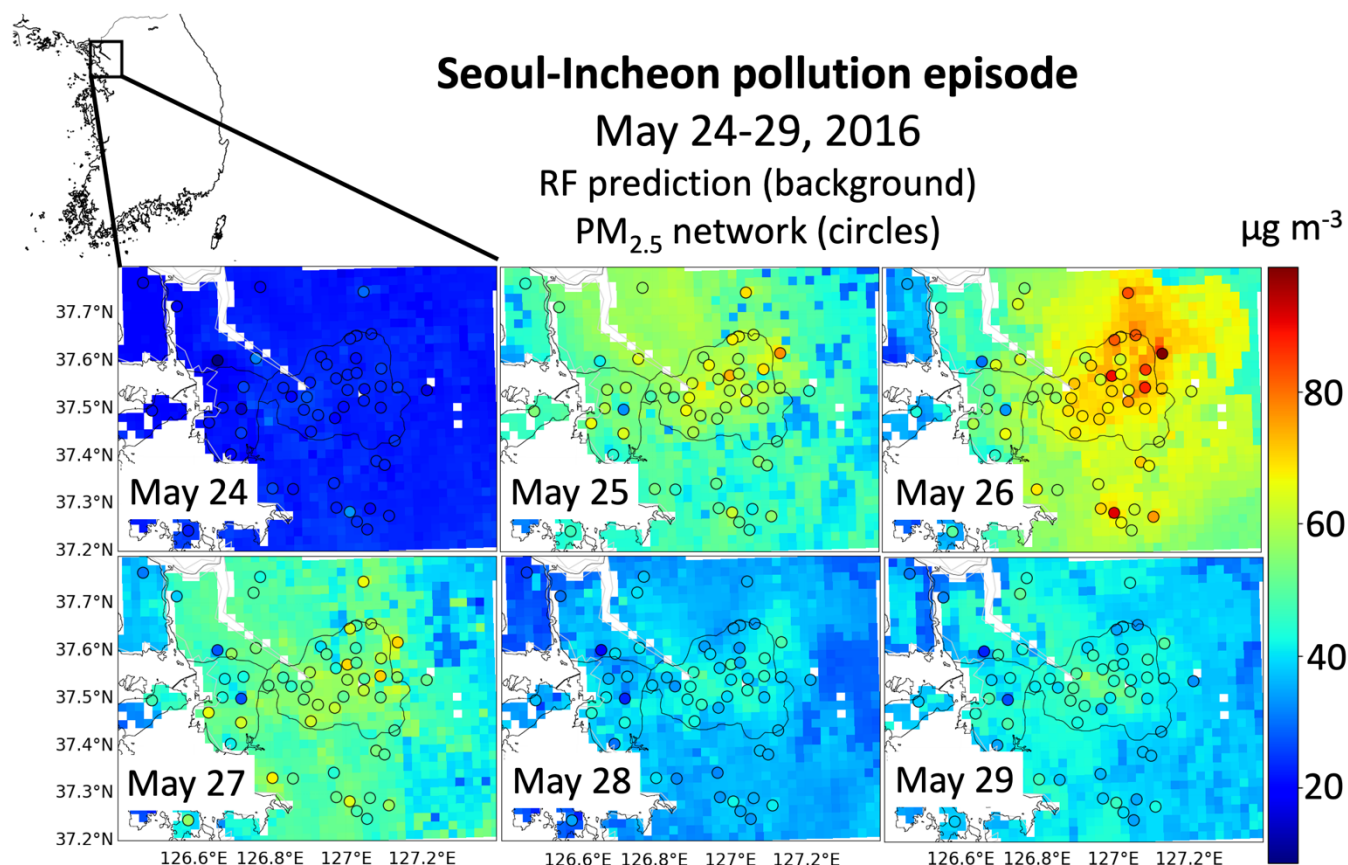 Seoul-Incheon pollution episode
May 24-29, 2016
RF prediction (background)
PM2.5 network (circles)
µg m-3
37.7°N
37.6°N
37.5°N
37.4°N
37.3°N
37.2°N
May 24
May 25
May 26
80
60
40
20
37.7°N
37.6°N
37.5°N
37.4°N
37.3°N
37.2°N
May 27
May 28
May 29
126.6°E 126.8°E 127°E 127.2°E
126.6°E 126.8°E 127°E 127.2°E
126.6°E 126.8°E 127°E 127.2°E